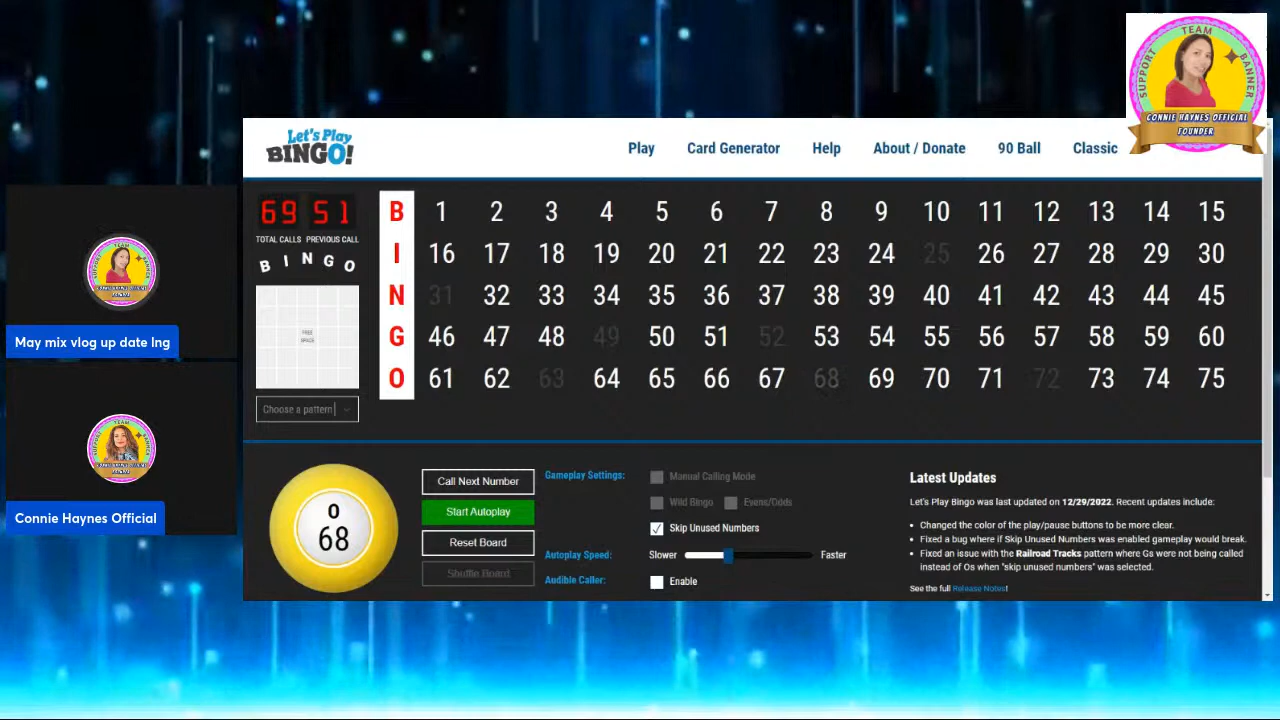 SUPPORT TEAM BANNER
CONNIE HAYNES OFFICIAL
FOUNDER
Let's Play
BINGO!
Play Card Generator Help About / Donate 90 Ball Classic
69 51
TOTAL CALLS PREVIOUS CALL
B I N G O
FREE
SPACE
Choose a pattern
B 1 2 3 4 5 6 7 8 9 10 11 12 13 14 15
I 16 17 18 19 20 21 22 23 24 25 26 27 28 29 30
N 31 32 33 34 35 36 37 38 39 40 41 42 43 44 45
G 46 47 48 49 50 51 52 53 54 55 56 57 58 59 60
O 61 62 63 64 65 66 67 68 69 70 71 72 73 74 75
May mix vlog up date lng
Connie Haynes Official
O
68
Call Next Number
Start Autoplay
Reset Board
Shuffle Board
Gameplay Settings:
Manual Calling Mode
Wild Bingo Evens/Odds
Skip Unused Numbers
Autoplay Speed: Slower Faster
Audible Caller: Enable
Latest Updates
Let's Play Bingo was last updated on 12/29/2022. Recent updates include:
Changed the color of the play/pause buttons to be more clear.
Fixed a bug where if Skip Unused Numbers was enabled gameplay would break.
Fixed an issue with the Railroad Tracks pattern where Gs were not being called
instead of Os when "skip unused numbers" was selected.
See the full Release Notes!